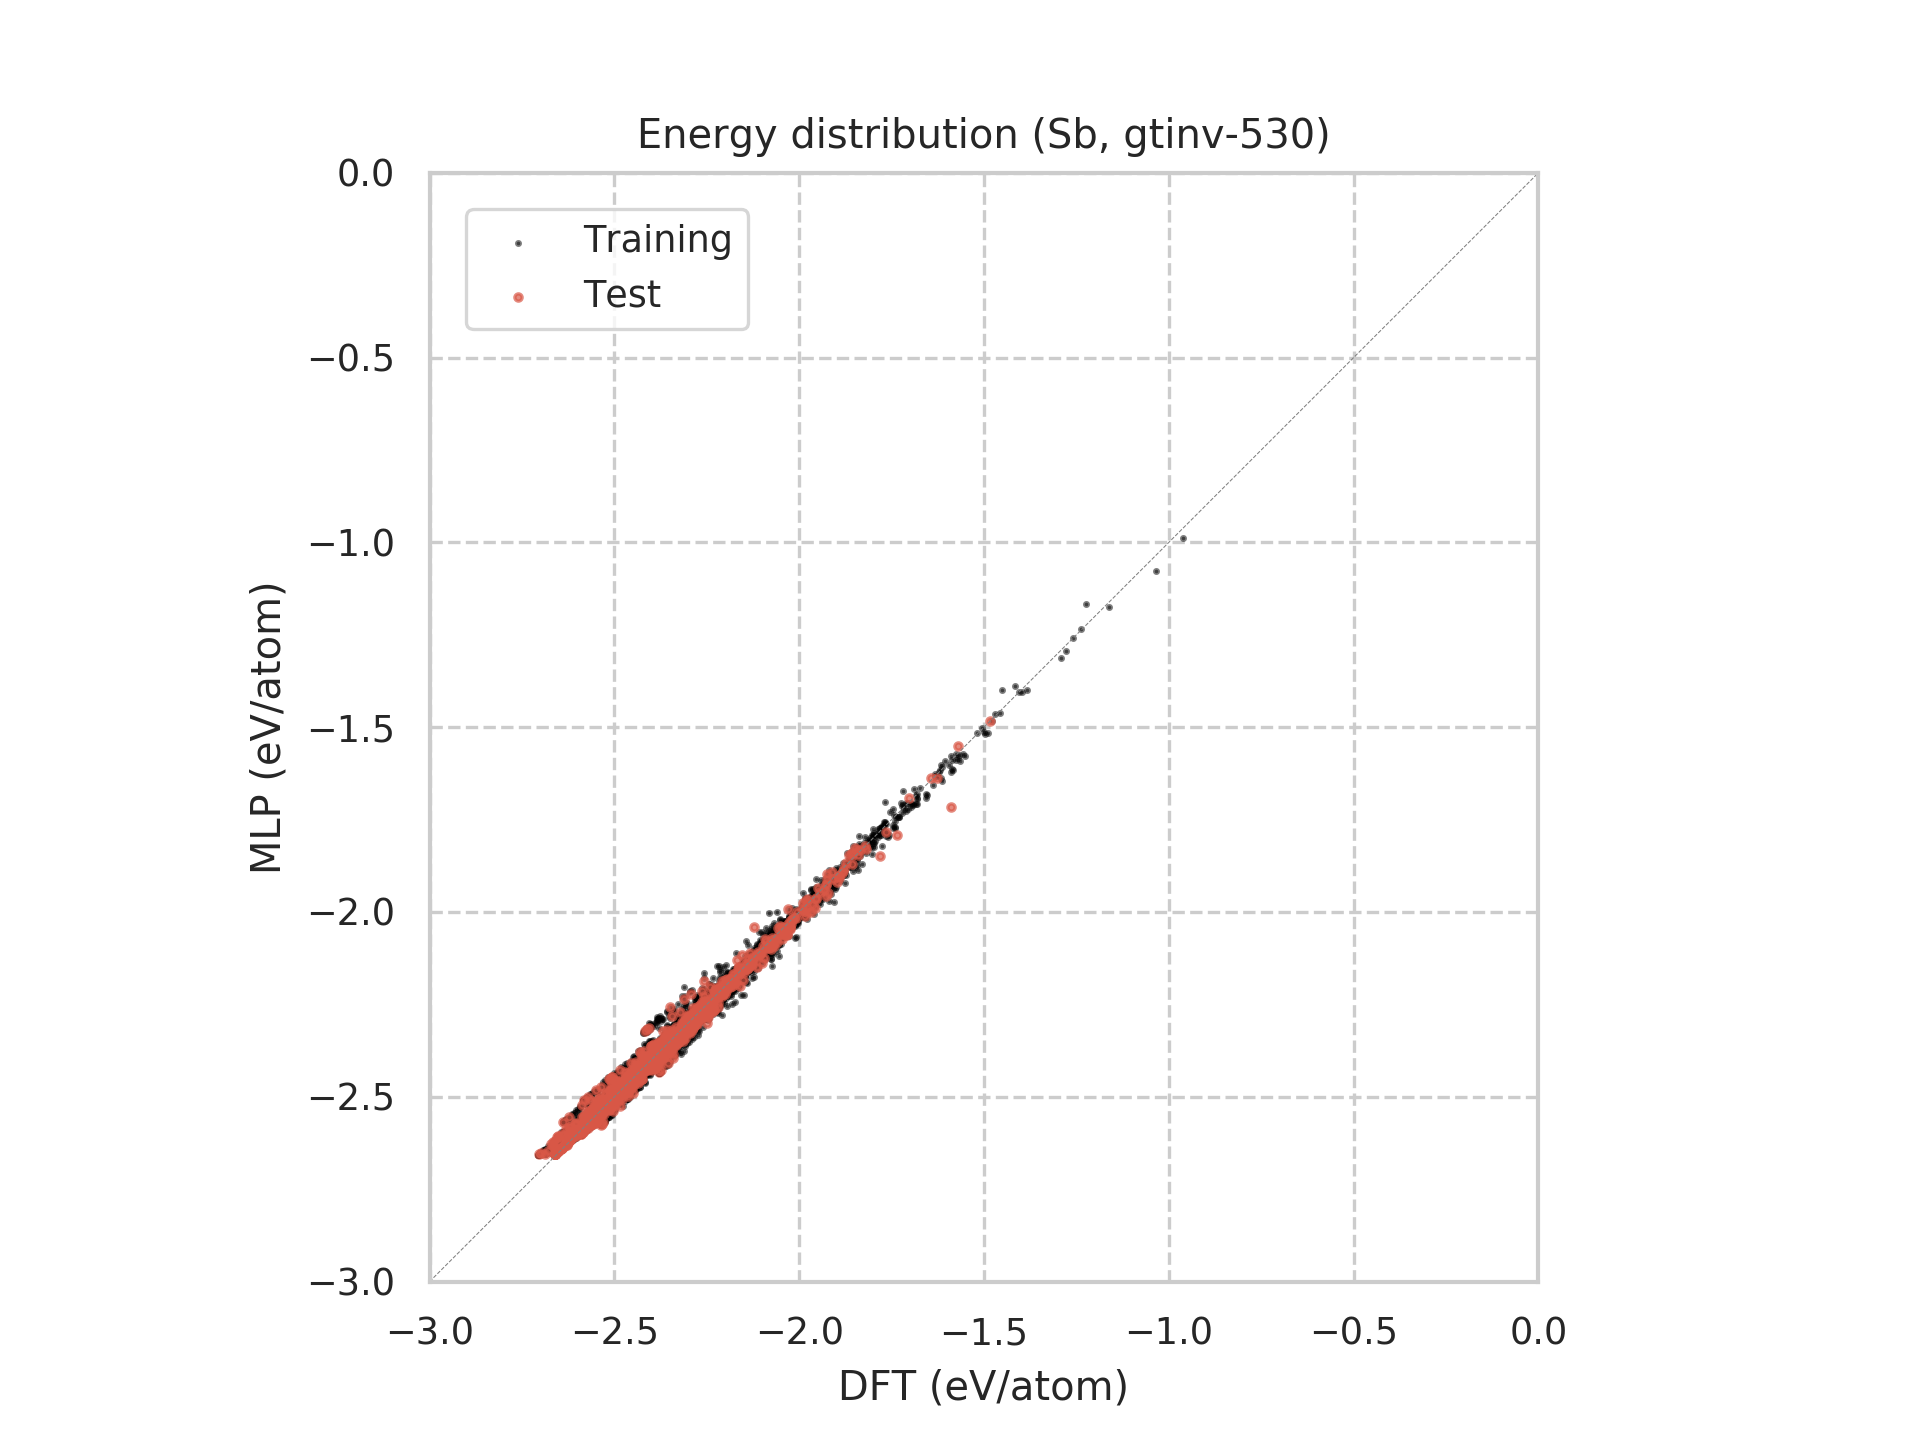 Energy distribution (Sb, gtinv-530)
0.0
−0.5
−1.0
−1.5
−2.0
−2.5
−3.0
MLP (eV/atom)
Training
Test
−3.0 −2.5 −2.0 −1.5 −1.0 −0.5 0.0
DFT (eV/atom)